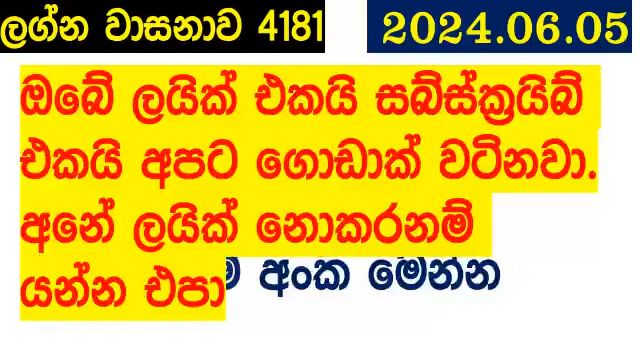 ලග්න වාසනාව 4181
2024.06.05
ඔබේ ලයික් එකයි සබ්ස්ක්‍රයිබ්
එකයි අපට ගොඩාක් වටිනවා.
අනේ ලයික් නොකරනම්
යන්න එපා
අංක මෙන්න